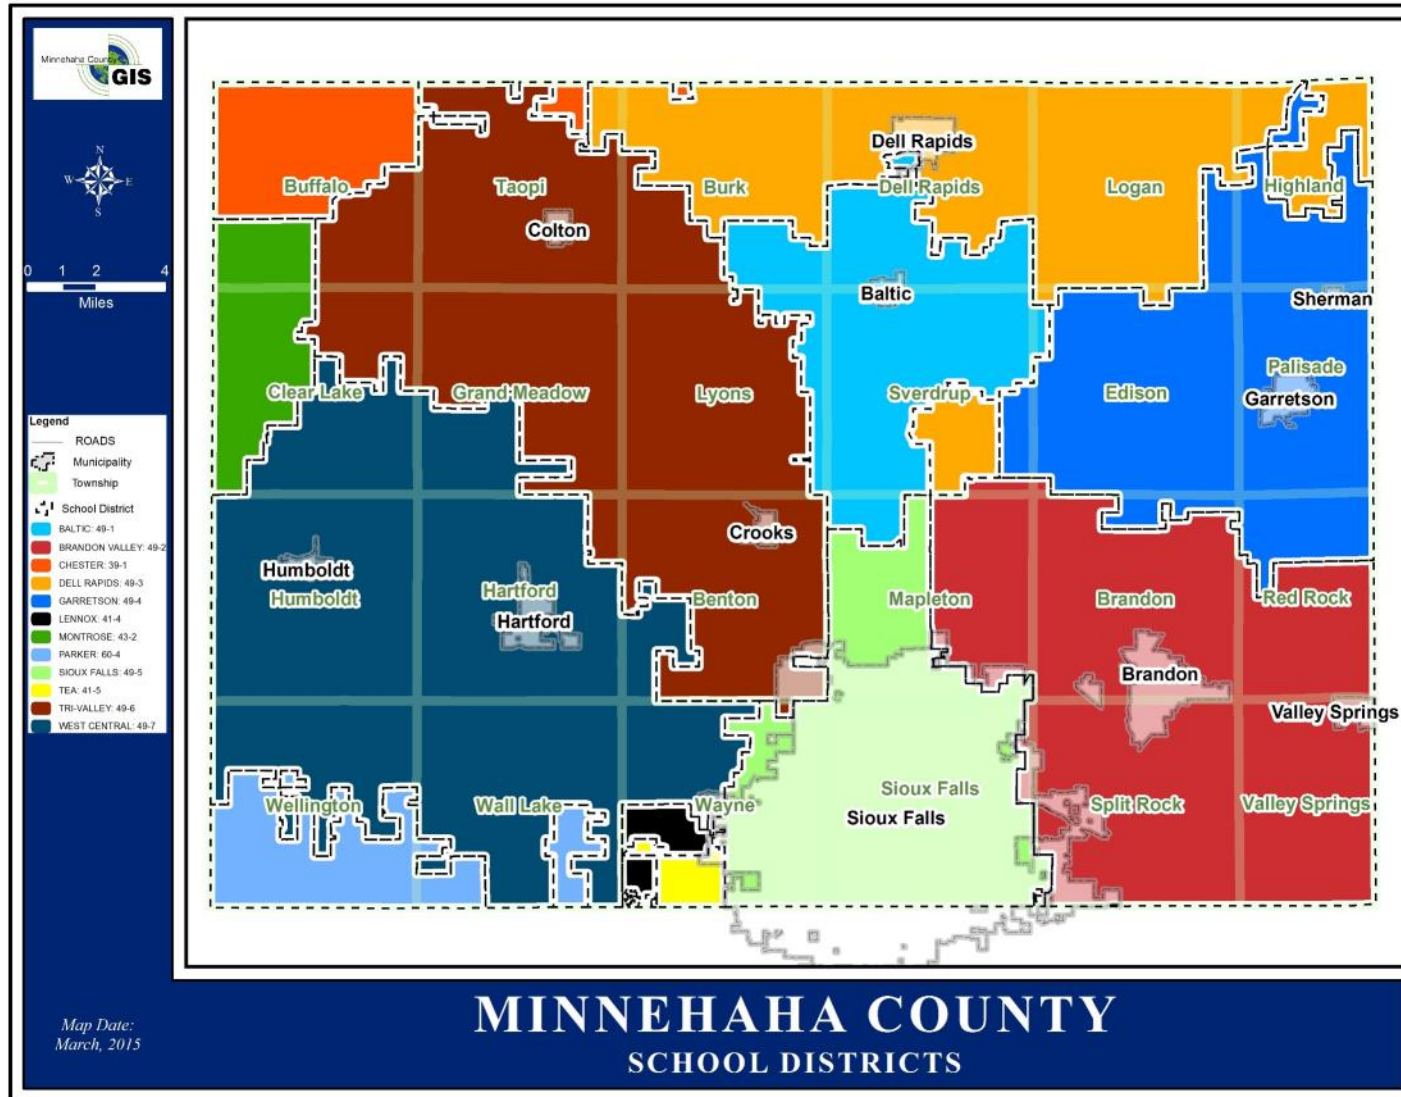 Minnehaha County
GIS
N
W
E
S
0 1 2 4
Miles
Legend
ROADS
Municipality
Township
School District
BALTIC: 49-1
BRANDON VALLEY: 49-2
CHESTER: 39-1
DELL RAPIDS: 49-3
GARRETSON: 49-4
LENNOX: 41-4
MONTROSE: 43-2
PARKER: 60-4
SIOUX FALLS: 49-5
TEA: 41-5
TRI-VALLEY: 49-6
WEST CENTRAL: 49-7
Map Date:
March, 2015
Dell Rapids
Buffalo
Taopi
Burk
Dell Rapids
Logan
Highland
Colton
Baltic
Sherman
Palisade
Clear Lake
Grand Meadow
Lyons
Sverdrup
Edison
Garretson
Crooks
Humboldt
Humboldt
Hartford
Hartford
Benton
Mapleton
Brandon
Red Rock
Brandon
Valley Springs
Sioux Falls
Wellington
Wall Lake
Wayne
Sioux Falls
Split Rock
Valley Springs
MINNEHAHA COUNTY
SCHOOL DISTRICTS